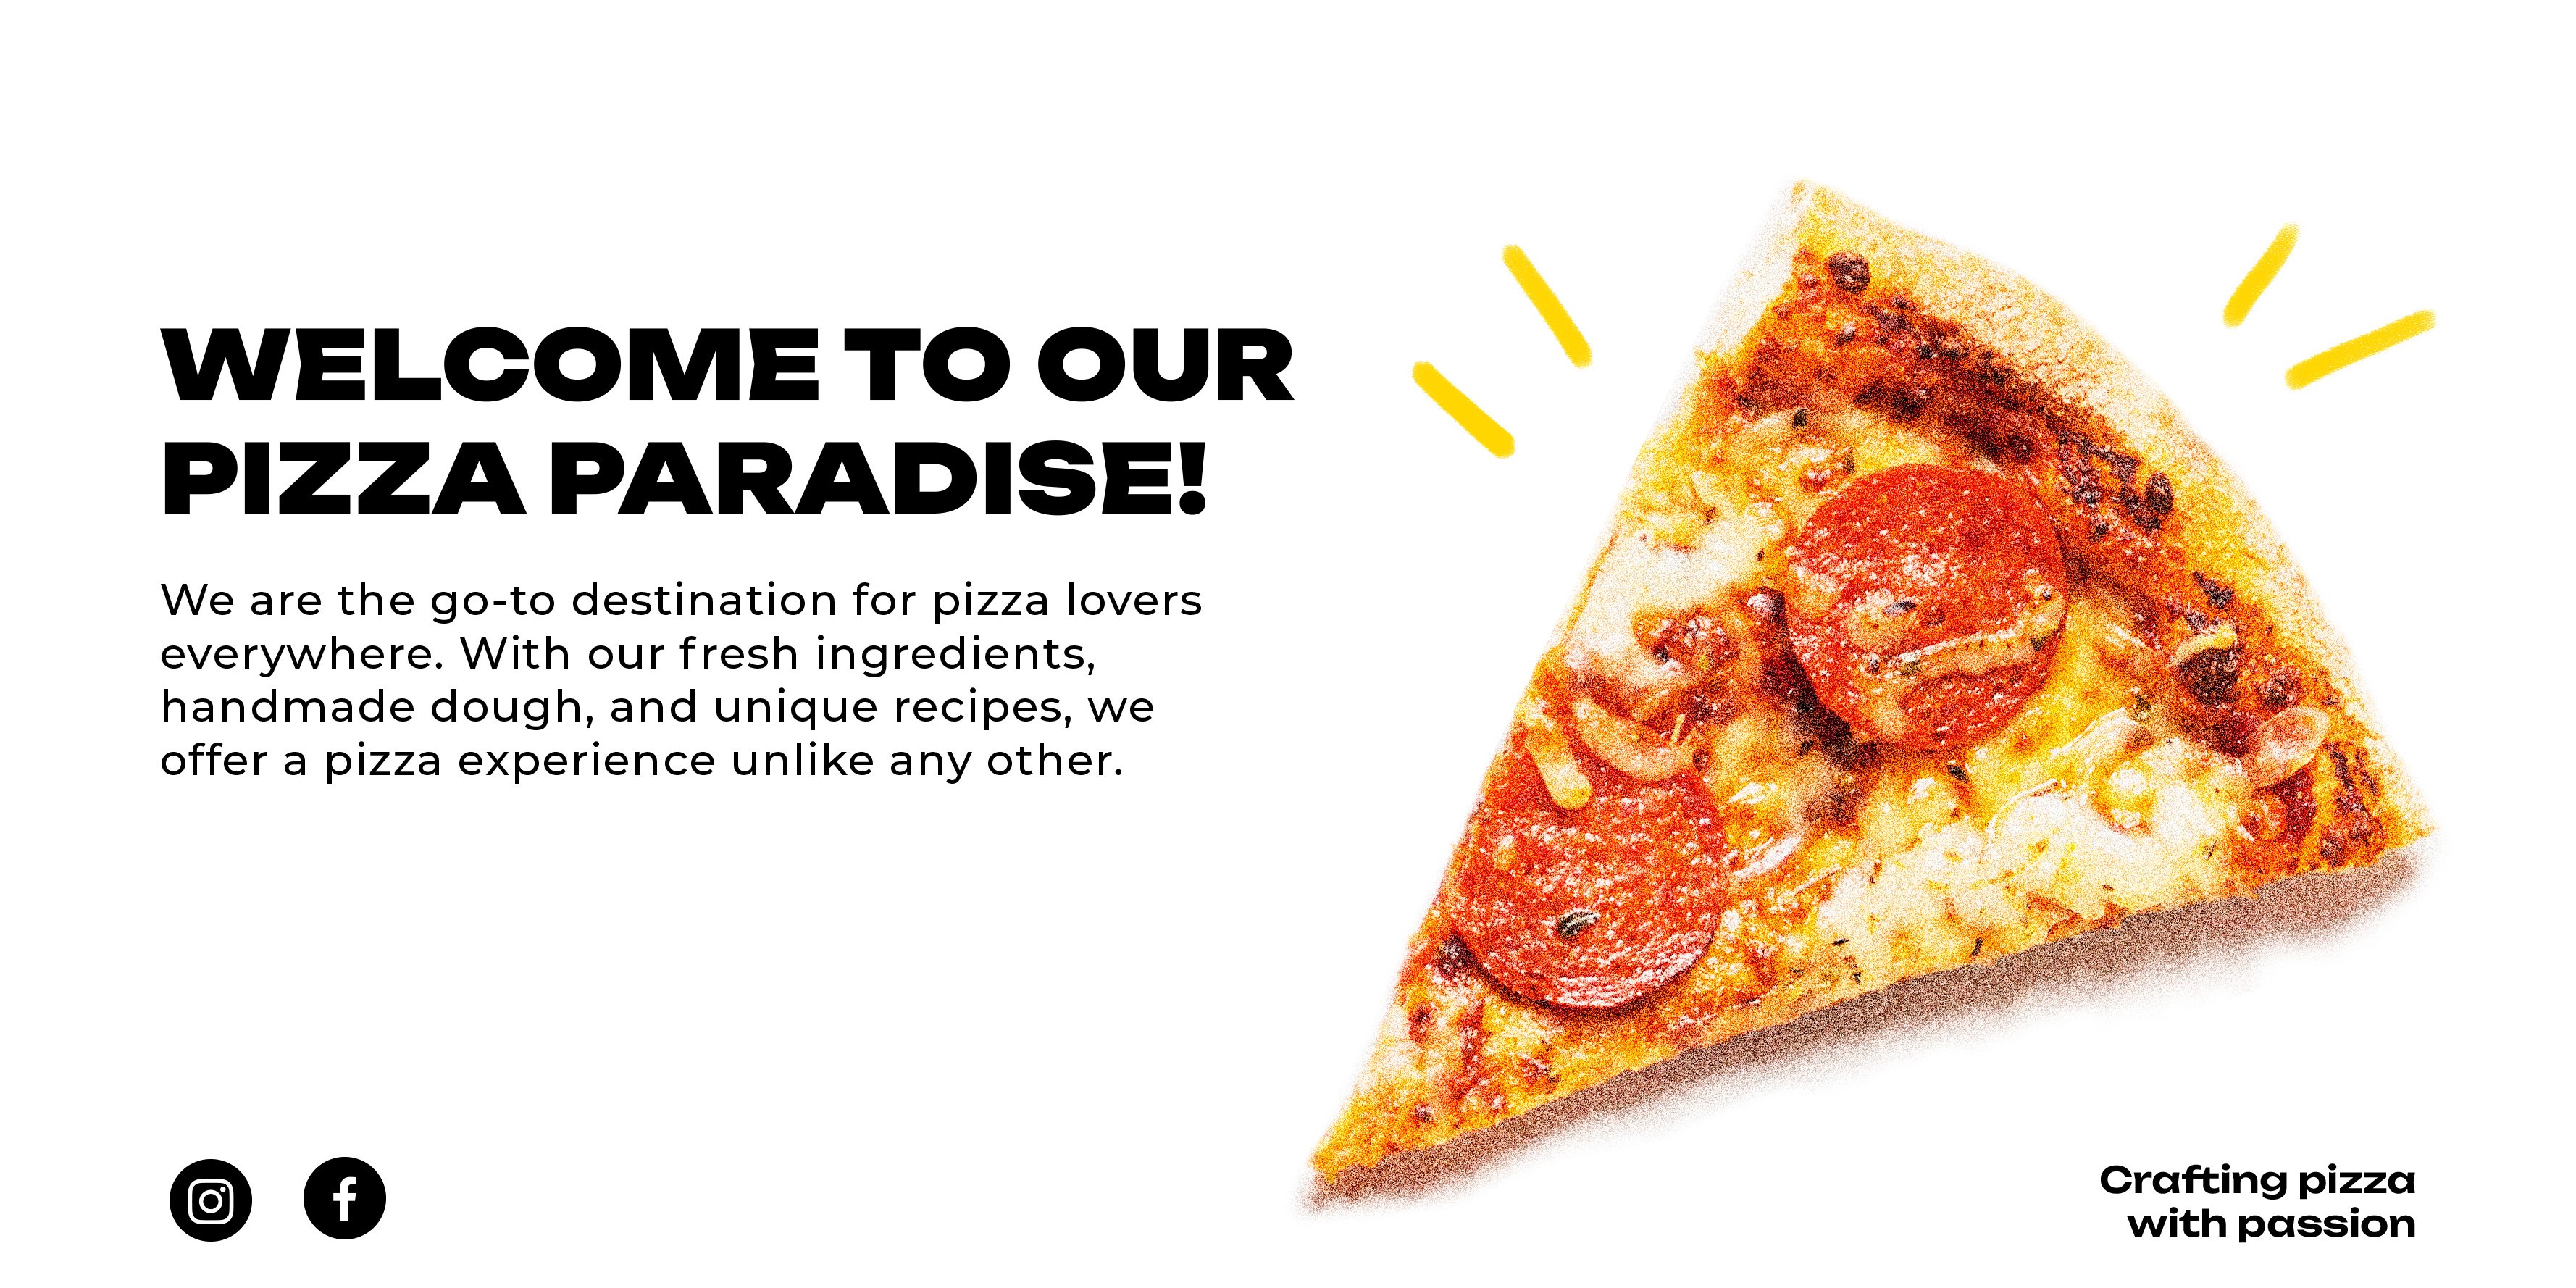 WELCOME TO OUR
PIZZA PARADISE!
We are the go-to destination for pizza lovers
everywhere. With our fresh ingredients,
handmade dough, and unique recipes, we
offer a pizza experience unlike any other.
Crafting pizza
with passion